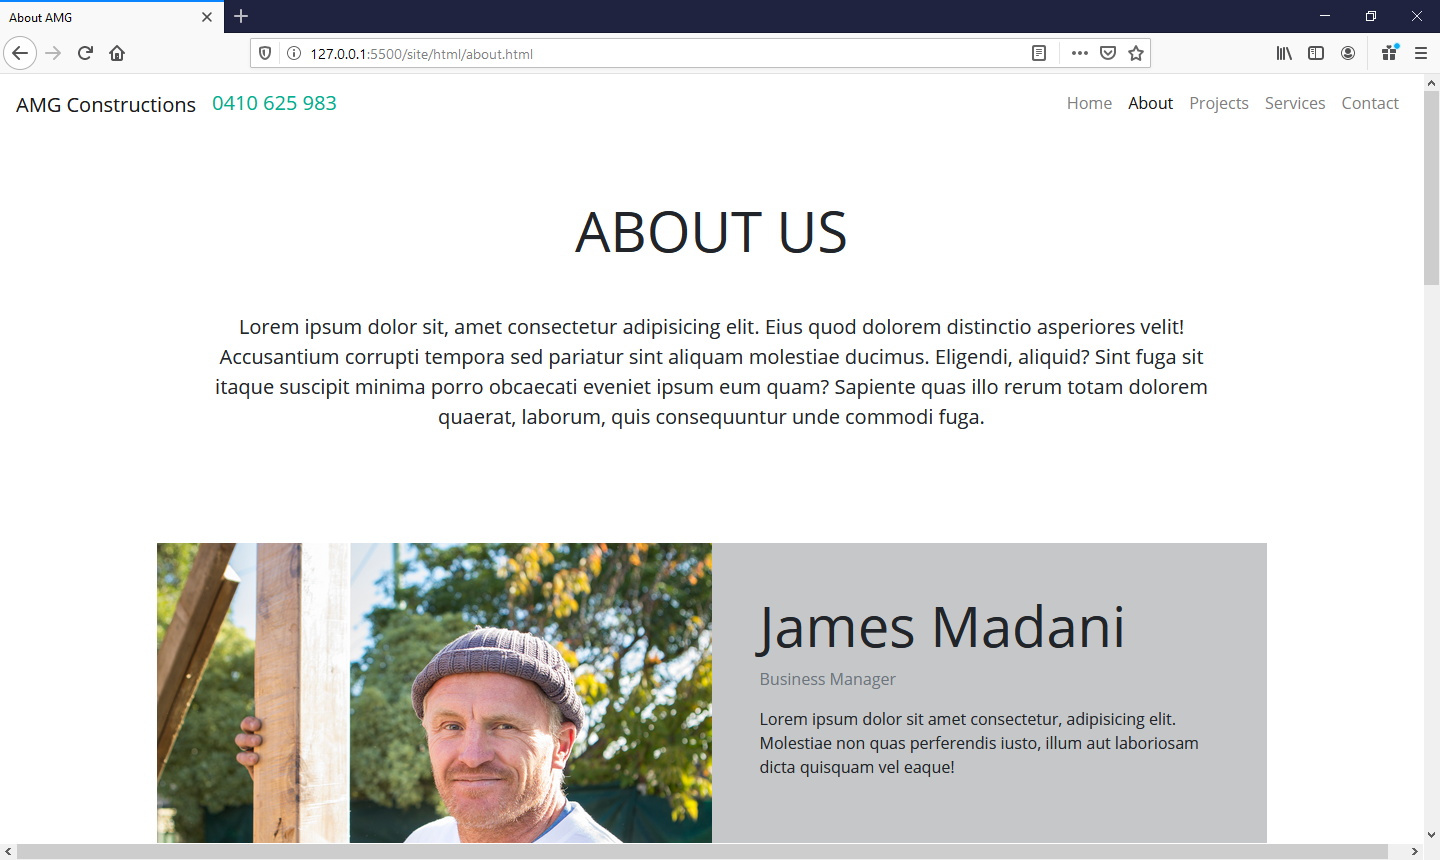 About AMG
127.0.0.1:5500/site/html/about.html
AMG Constructions 0410 625 983 Home About Projects Services Contact
ABOUT US
Lorem ipsum dolor sit, amet consectetur adipisicing elit. Eius quod dolorem distinctio asperiores velit!
Accusantium corrupti tempora sed pariatur sint aliquam molestiae ducimus. Eligendi, aliquid? Sint fuga sit
itaque suscipit minima porro obcaecati eveniet ipsum eum quam? Sapiente quas illo rerum totam dolorem
quaerat, laborum, quis consequuntur unde commodi fuga.
James Madani
Business Manager
Lorem ipsum dolor sit amet consectetur, adipisicing elit.
Molestiae non quas perferendis iusto, illum aut laboriosam
dicta quisquam vel eaque!